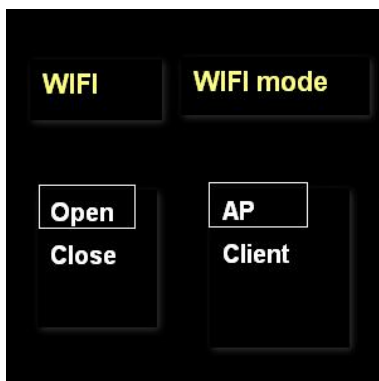 WIFI
WIFI mode
Open
Close
AP
Client